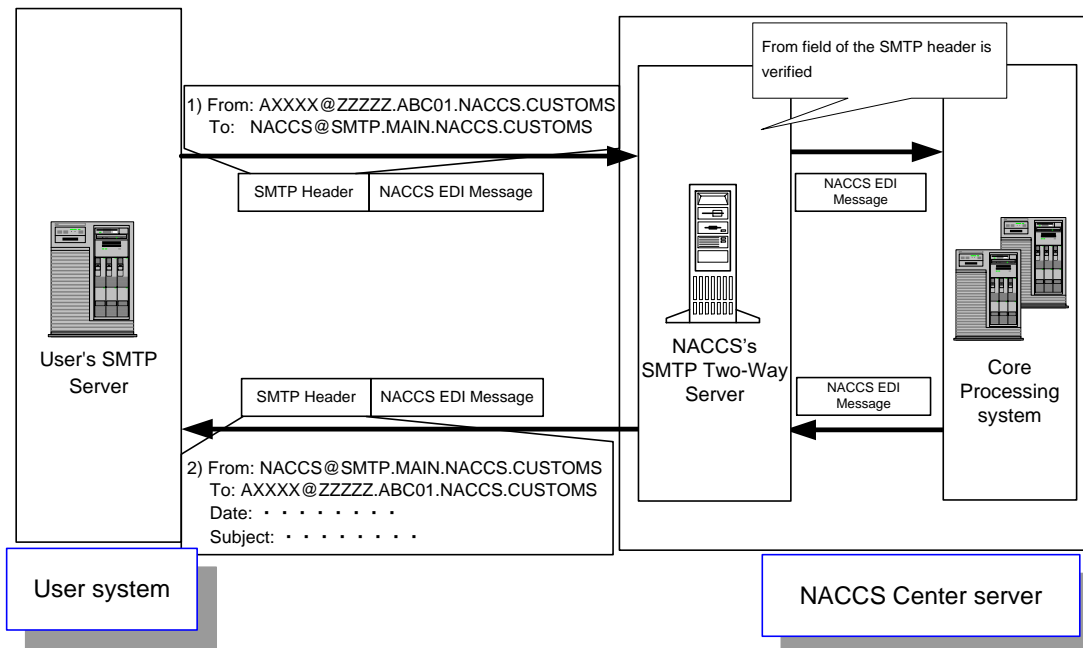 From field of the SMTP header is
verified
1) From: AXXXX@ZZZZZ.ABC01.NACCS.CUSTOMS
To: NACCS@SMTP.MAIN.NACCS.CUSTOMS
SMTP Header
NACCS EDI Message
NACCS EDI
Message
User's SMTP
Server
NACCS's
SMTP Two-Way
Server
Core
Processing
system
SMTP Header
NACCS EDI Message
NACCS EDI
Message
2) From: NACCS@SMTP.MAIN.NACCS.CUSTOMS
To: AXXXX@ZZZZZ.ABC01.NACCS.CUSTOMS
Date: ・ ・ ・ ・ ・ ・ ・ ・
Subject: ・ ・ ・ ・ ・ ・ ・ ・
User system
NACCS Center server